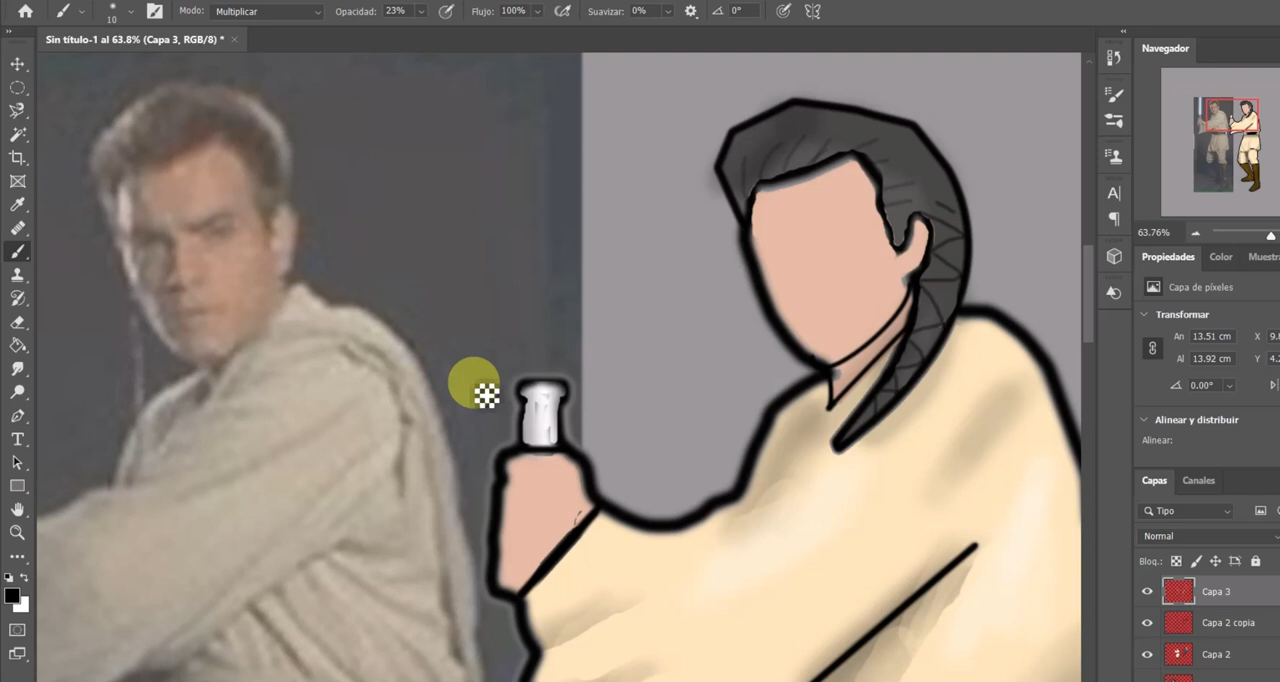 Modo: Multiplicar Opacidad: 23% Flujo: 100% Suavizar: 0% 0°
10
Sin título-1 al 63.8% (Capa 3, RGB/8) *
Navegador
63.76%
Propiedades Color
Capa de píxeles
Transformar
An 13.51 cm X
Al 13.92 cm Y
0.00°
Alinear y distribuir
Alinear:
Capas Canales
Tipo
Normal
Bloq.:
Capa 3
Capa 2 copia
Capa 2